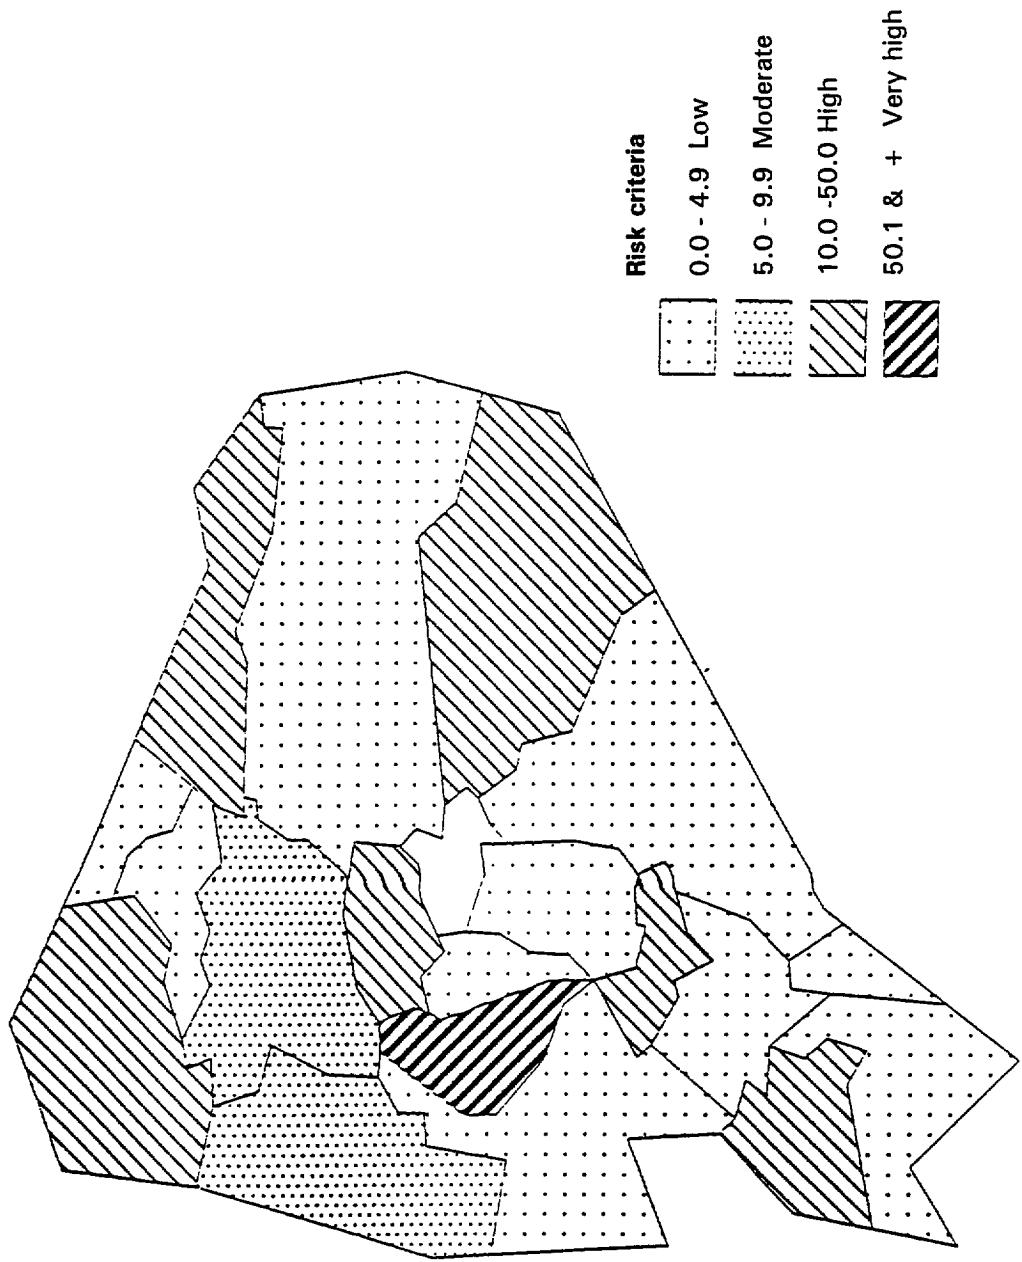 Risk criteria
0.0 - 4.9 Low
5.0 - 9.9 Moderate
10.0 -50.0 High
50.1 & + Very high